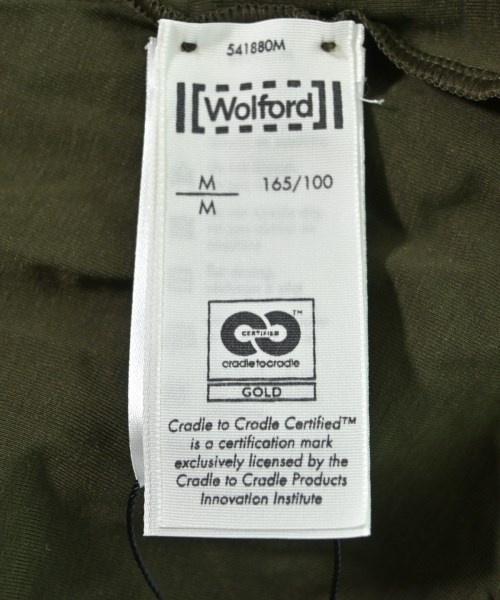 541880M
Wolford
M 165/100
M
CERTIFIED
TM
cradletocradle
GOLD
Cradle to Cradle Certified™
is a certification mark
exclusively licensed by the
Cradle to Cradle Products
Innovation Institute